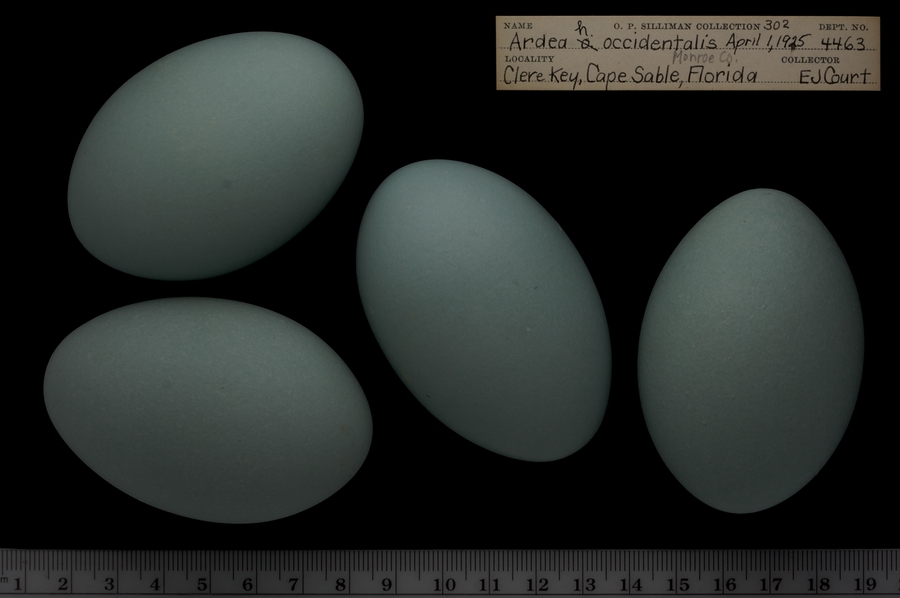 NAME h O. P. SILLIMAN COLLECTION 302 DEPT. NO.
Ardea o. occidentalis April 1, 1925 4463
LOCALITY Monroe Co. COLLECTOR
Clere Key, Cape Sable, Florida EJ Court
m 1 2 3 4 5 6 7 8 9 10 11 12 13 14 15 16 17 18 19